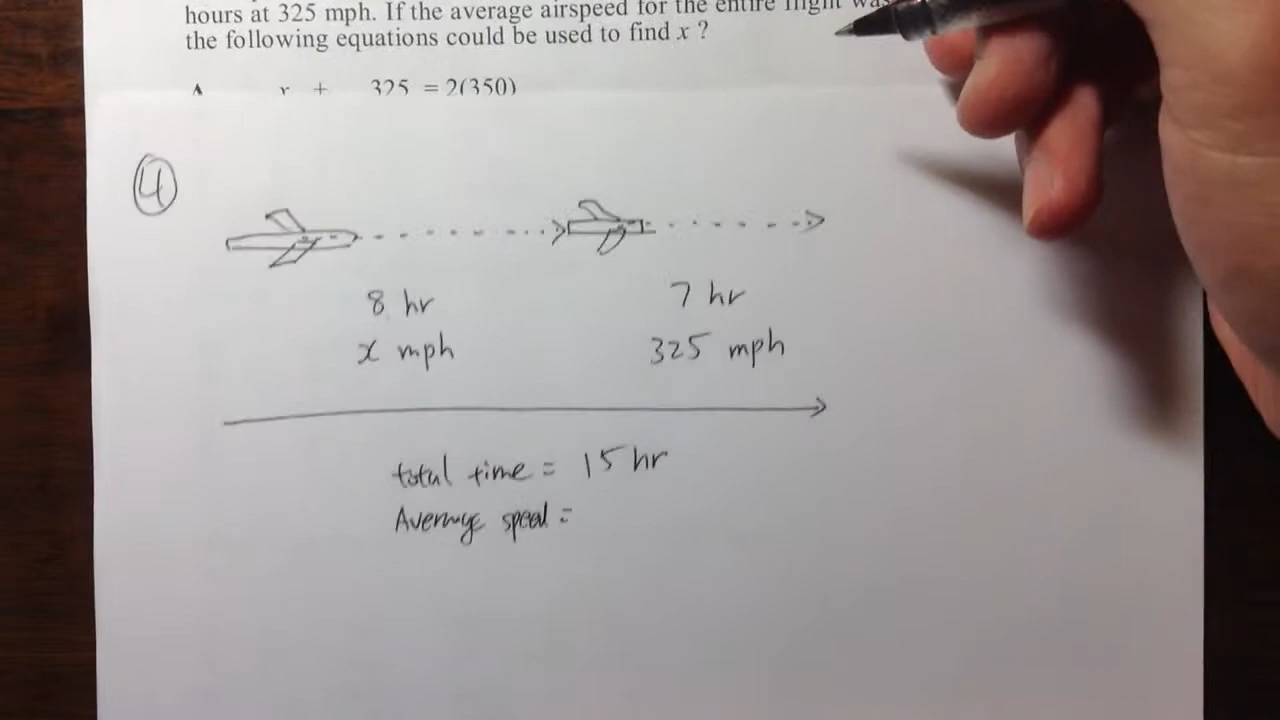 hours at 325 mph. If the average airspeed for the entire flight was
the following equations could be used to find x ?
A x + 325 = 2(350)
4
8 hr
7 hr
x mph
325 mph
total time = 15 hr
Average speed =